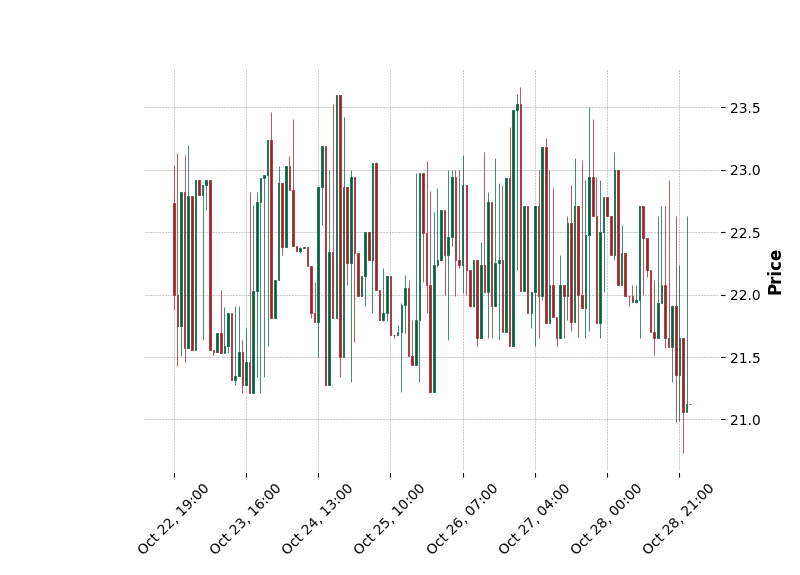 23.5
23.0
22.5
22.0
21.5
21.0
Price
Oct 22, 19:00
Oct 23, 16:00
Oct 24, 13:00
Oct 25, 10:00
Oct 26, 07:00
Oct 27, 04:00
Oct 28, 00:00
Oct 28, 21:00